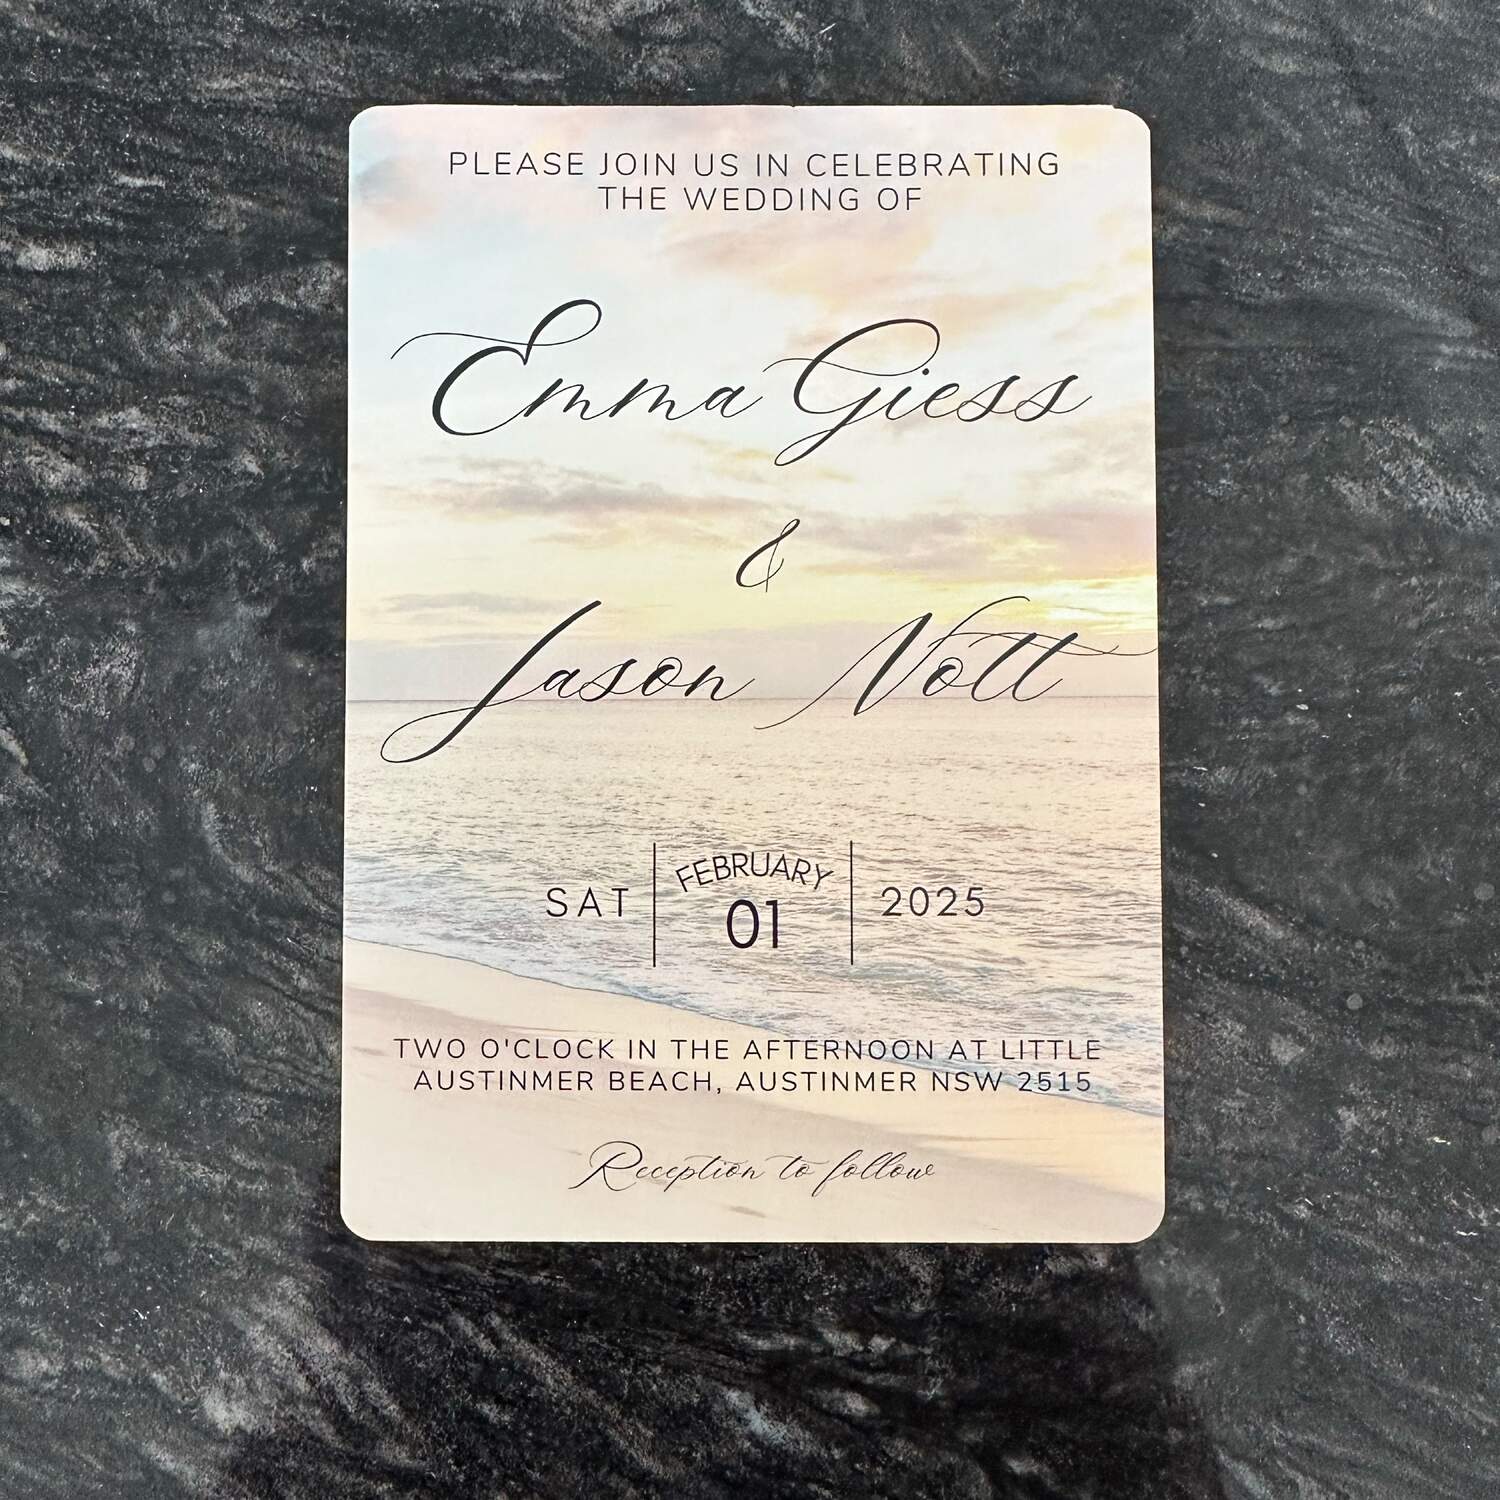 PLEASE JOIN US IN CELEBRATING
THE WEDDING OF
Emma Giess
&
Jason Nott
SAT
FEBRUARY
01
2025
TWO O'CLOCK IN THE AFTERNOON AT LITTLE
AUSTINMER BEACH, AUSTINMER NSW 2515
Reception to follow